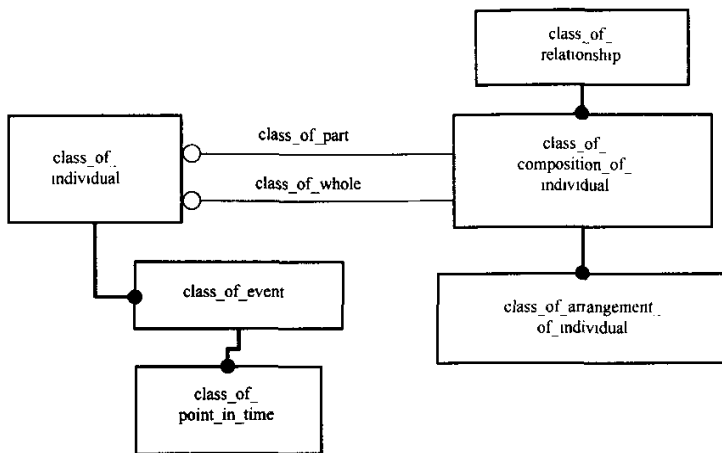 class_of_
relationship
class_of_part
class_of_
individual
class_of_
composition_of_
individual
class_of_whole
class_of_event
class_of_arrangement_
of_individual
class_of_
point_in_time